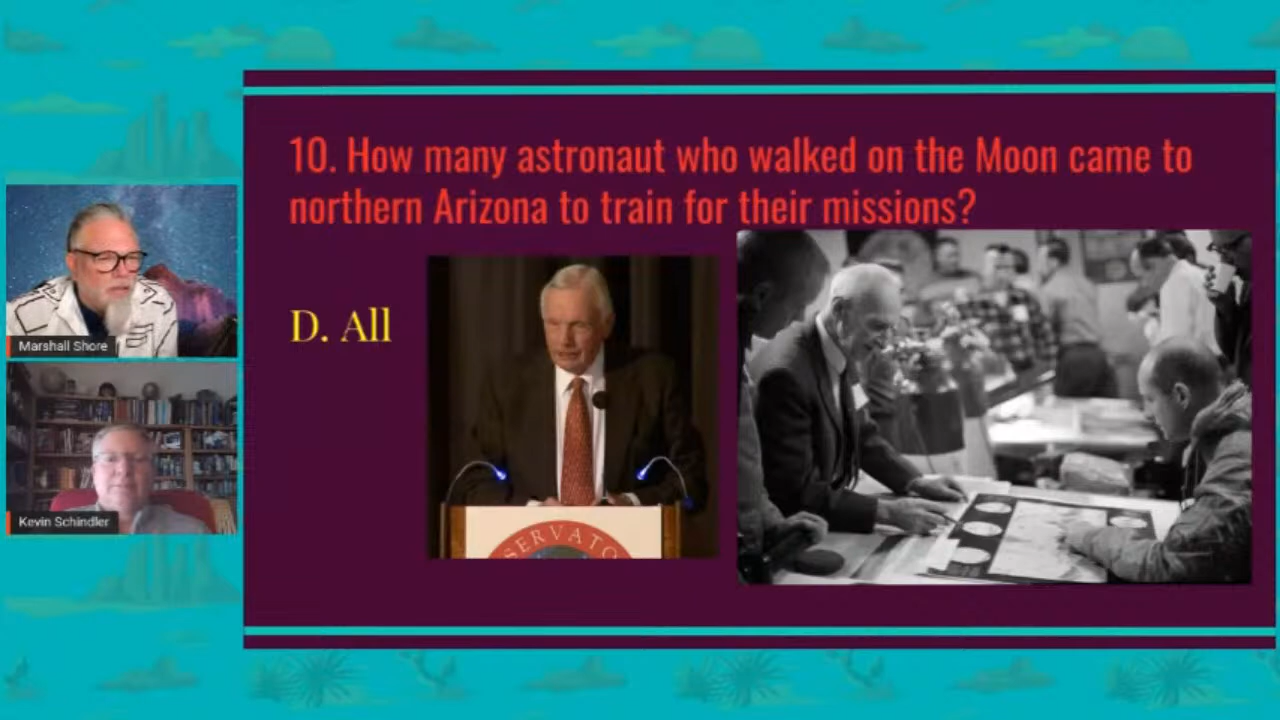 10. How many astronaut who walked on the Moon came to
northern Arizona to train for their missions?
D. All
SERVATO
Marshall Shore
Kevin Schindler